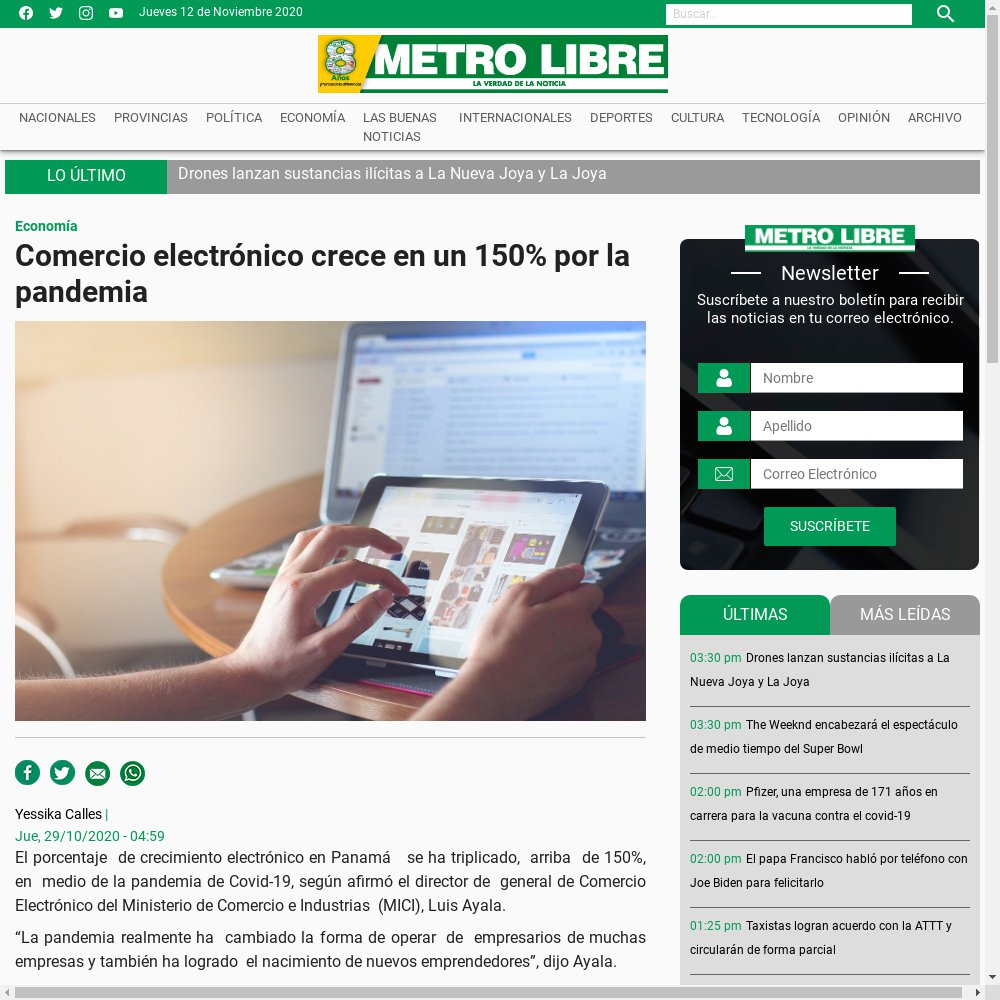 Jueves 12 de Noviembre 2020
Buscar...
8
Años
METRO LIBRE
LA VERDAD DE LA NOTICIA
NACIONALES
PROVINCIAS
POLÍTICA
ECONOMÍA
LAS BUENAS
NOTICIAS
INTERNACIONALES
DEPORTES
CULTURA
TECNOLOGÍA
OPINIÓN
ARCHIVO
LO ÚLTIMO
Drones lanzan sustancias ilícitas a La Nueva Joya y La Joya
Economía
Comercio electrónico crece en un 150% por la
pandemia
Yessika Calles |
Jue, 29/10/2020 - 04:59
El porcentaje de crecimiento electrónico en Panamá se ha triplicado, arriba de 150%,
en medio de la pandemia de Covid-19, según afirmó el director de general de Comercio
Electrónico del Ministerio de Comercio e Industrias (MICI), Luis Ayala.
“La pandemia realmente ha cambiado la forma de operar de empresarios de muchas
empresas y también ha logrado el nacimiento de nuevos emprendedores”, dijo Ayala.
METRO LIBRE
LA VERDAD DE LA NOTICIA
Newsletter
Suscríbete a nuestro boletín para recibir
las noticias en tu correo electrónico.
Nombre
Apellido
Correo Electrónico
SUSCRÍBETE
ÚLTIMAS
MÁS LEÍDAS
03:30 pm Drones lanzan sustancias ilícitas a La
Nueva Joya y La Joya
03:30 pm The Weeknd encabezará el espectáculo
de medio tiempo del Super Bowl
02:00 pm Pfizer, una empresa de 171 años en
carrera para la vacuna contra el covid-19
02:00 pm El papa Francisco habló por teléfono con
Joe Biden para felicitarlo
01:25 pm Taxistas logran acuerdo con la ATTT y
circularán de forma parcial